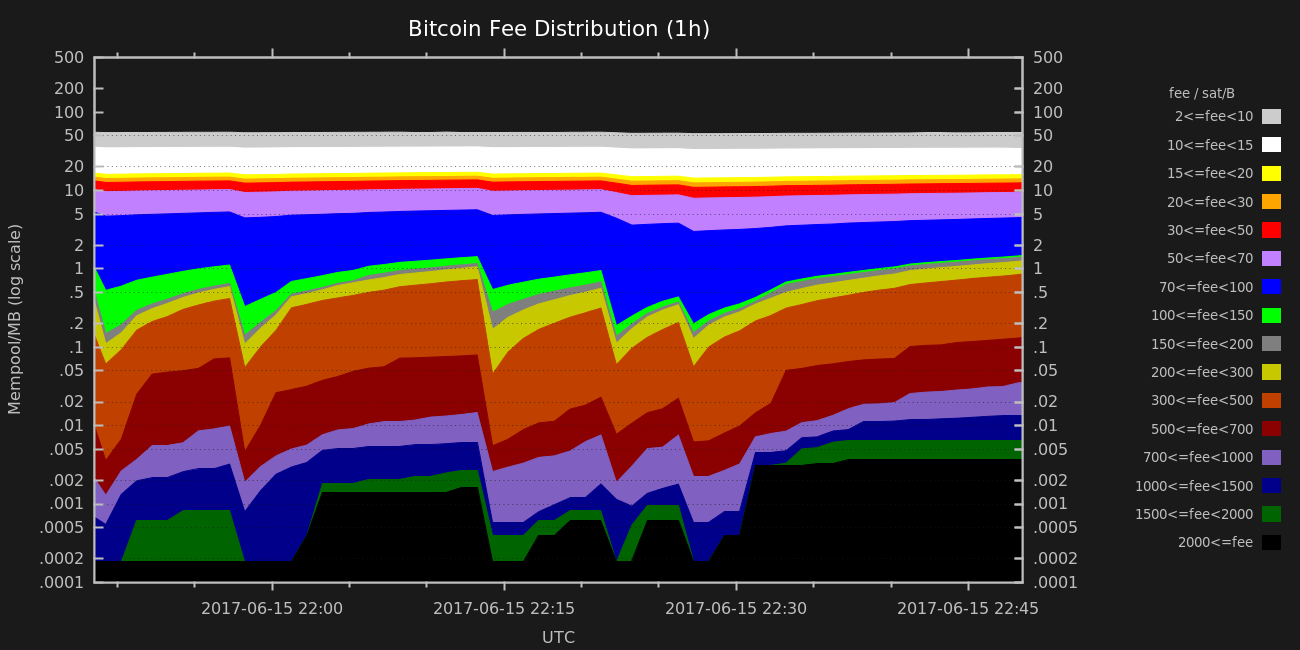 Bitcoin Fee Distribution (1h)
500 500
200 200
100 100
50 50
20 20
10 10
5 5
2 2
1 1
.5 .5
.2 .2
.1 .1
.05 .05
.02 .02
.01 .01
.005 .005
.002 .002
.001 .001
.0005 .0005
.0002 .0002
.0001 .0001
Mempool/MB (log scale)
2017-06-15 22:00 2017-06-15 22:15 2017-06-15 22:30 2017-06-15 22:45
UTC
fee / sat/B
2<=fee<10
10<=fee<15
15<=fee<20
20<=fee<30
30<=fee<50
50<=fee<70
70<=fee<100
100<=fee<150
150<=fee<200
200<=fee<300
300<=fee<500
500<=fee<700
700<=fee<1000
1000<=fee<1500
1500<=fee<2000
2000<=fee